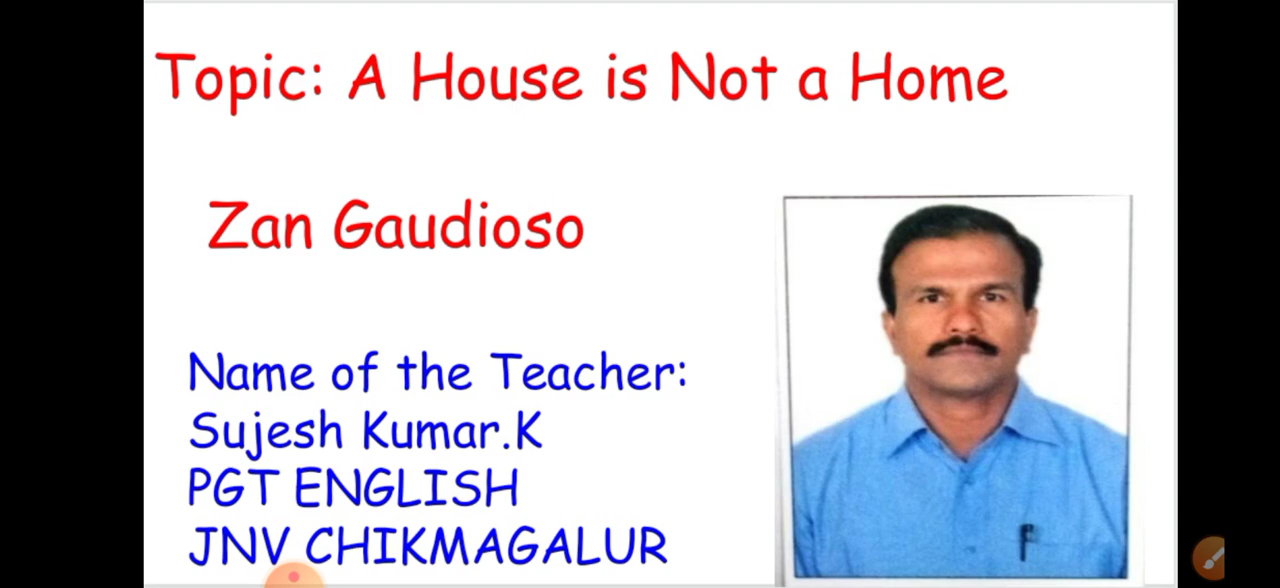 Topic: A House is Not a Home
Zan Gaudioso
Name of the Teacher:
Sujesh Kumar.K
PGT ENGLISH
JNV CHIKMAGALUR